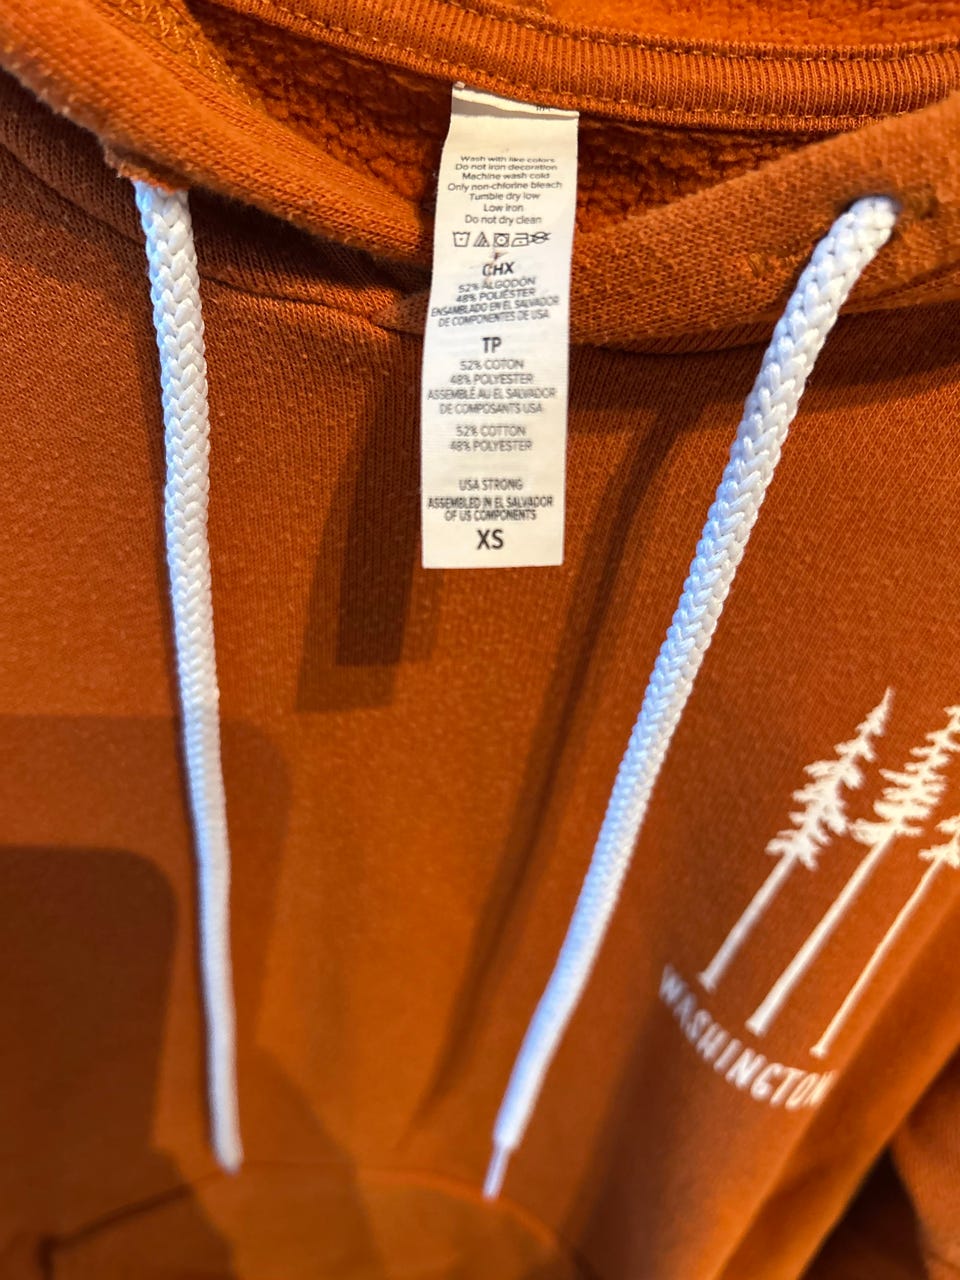 Wash with like colors
Do not iron decoration
Machine wash cold
Only non-chlorine bleach
Tumble dry low
Low iron
Do not dry clean
CHX
52% ALGODÓN
48% POLIÉSTER
ENSAMBLADO EN EL SALVADOR
DE COMPONENTES DE USA
TP
52% COTON
48% POLYESTER
ASSEMBLÉ AU EL SALVADOR
DE COMPOSANTS USA
52% COTTON
48% POLYESTER
USA STRONG
ASSEMBLED IN EL SALVADOR
OF US COMPONENTS
XS
WASHINGTON